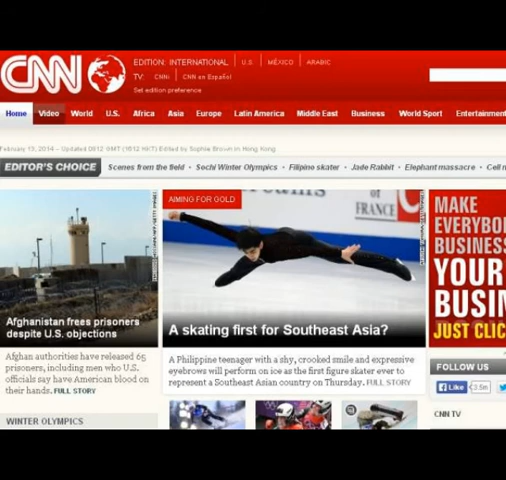 CNN
EDITION: INTERNATIONAL U.S. MÉXICO ARABIC
TV: CNNi CNN en Español
Set edition preference
Home Video World U.S. Africa Asia Europe Latin America Middle East Business World Sport Entertainment
February 13, 2014 -- Updated 0812 GMT (1612 HKT) Edited by Sophie Brown in Hong Kong
EDITOR'S CHOICE Scenes from the field • Sochi Winter Olympics • Filipino skater • Jade Rabbit • Elephant massacre • Cell
AIMING FOR GOLD
of
FRANCE
Afghanistan frees prisoners
despite U.S. objections
Afghan authorities have released 65
prisoners, including men who U.S.
officials say have American blood on
their hands. FULL STORY
WINTER OLYMPICS
A skating first for Southeast Asia?
A Philippine teenager with a shy, crooked smile and expressive
eyebrows will perform on ice as the first figure skater ever to
represent a Southeast Asian country on Thursday. FULL STORY
MAKE
EVERYBO
BUSINES
YOUR
BUSIN
JUST CLIC
FOLLOW US
Like 3.5m
CNN TV